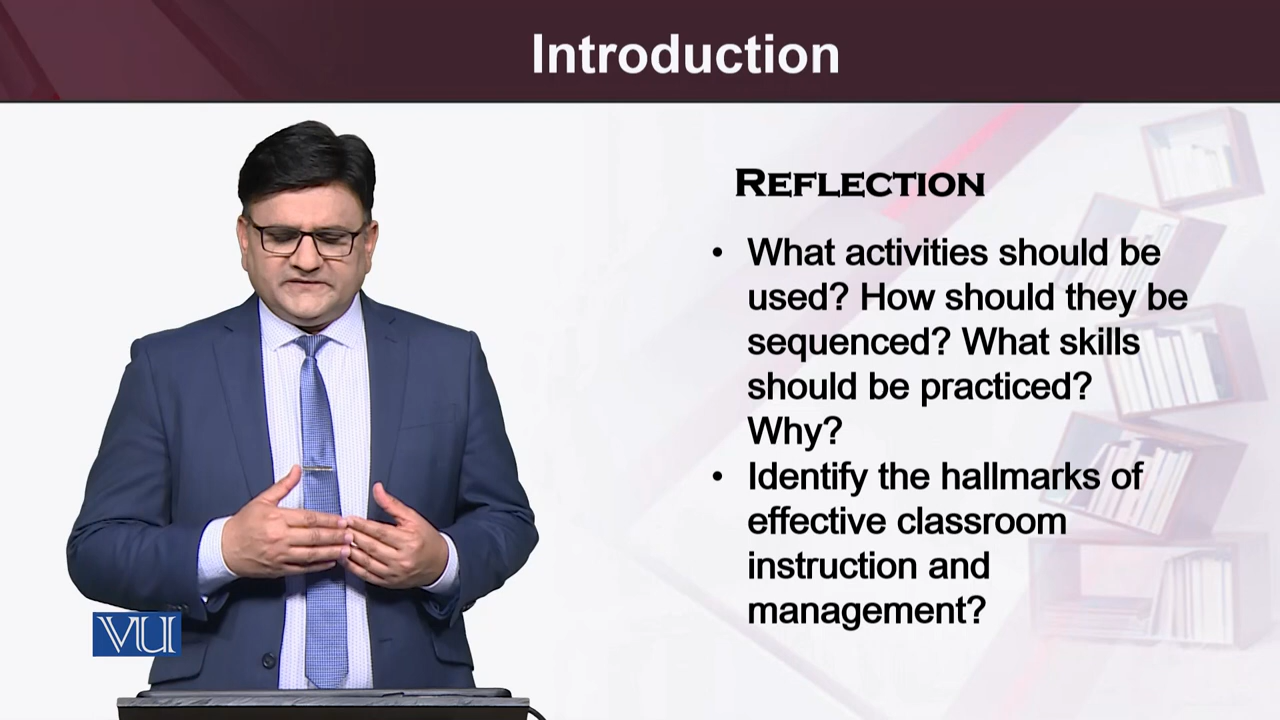 Introduction
REFLECTION
• What activities should be
used? How should they be
sequenced? What skills
should be practiced?
Why?
• Identify the hallmarks of
effective classroom
instruction and
management?
VU